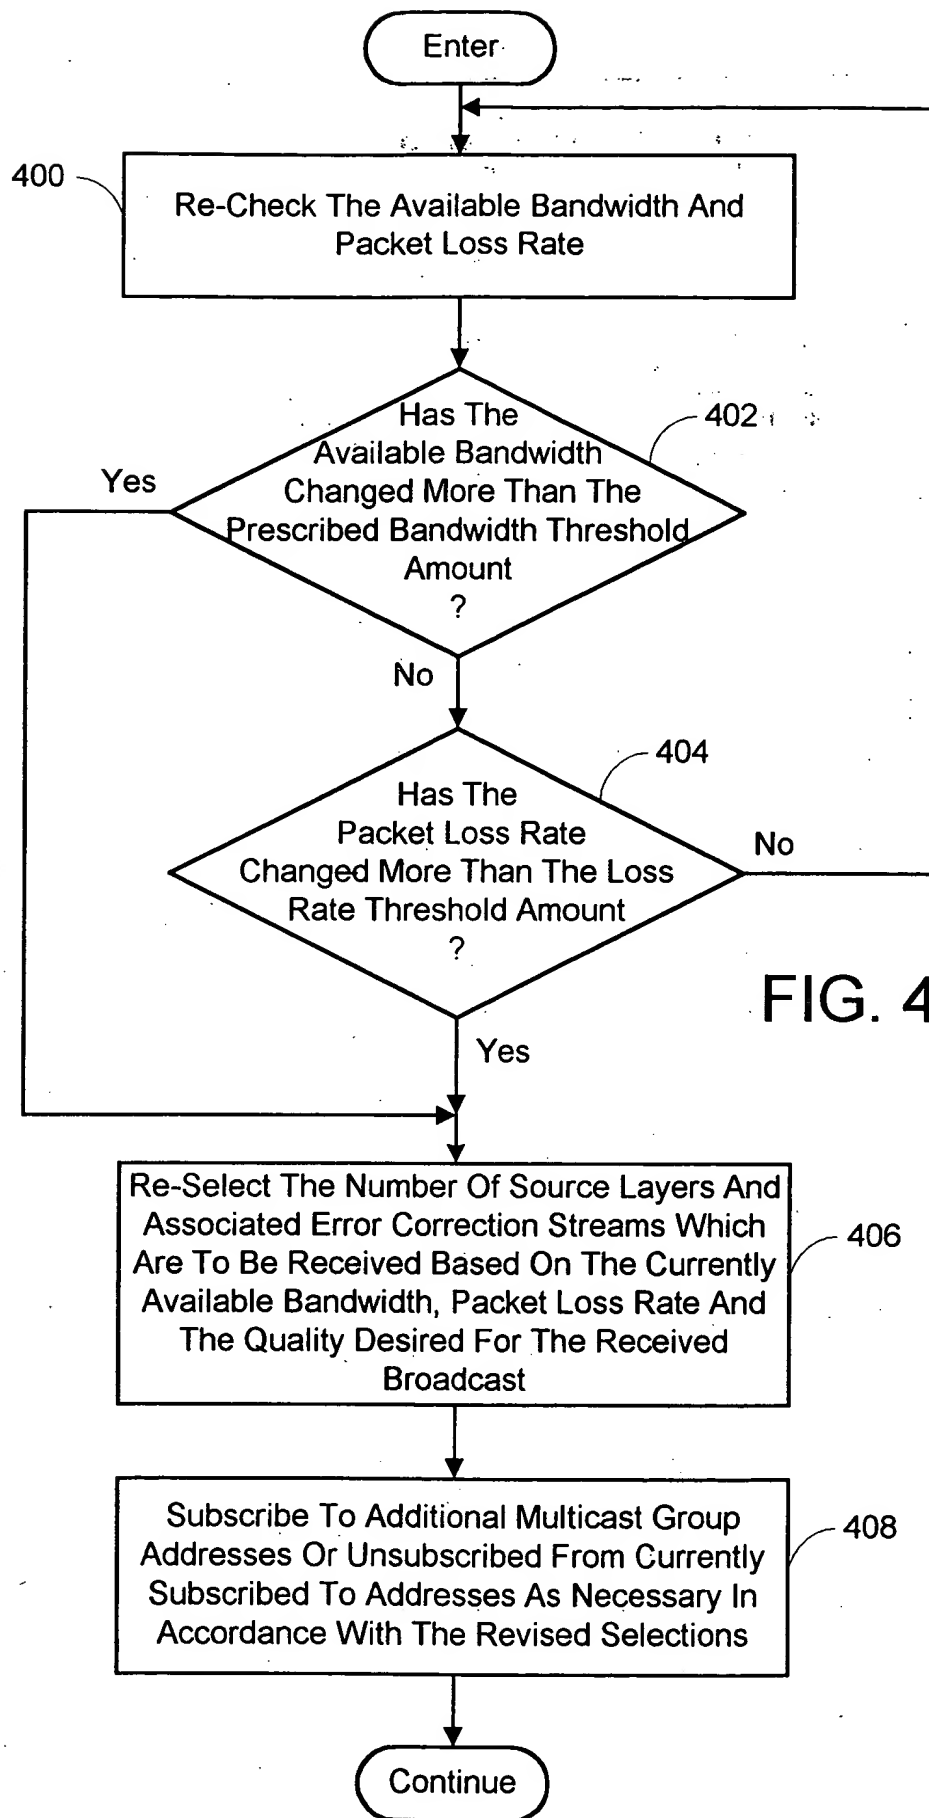 Enter
400
Re-Check The Available Bandwidth And
Packet Loss Rate
402
Has The
Available Bandwidth
Changed More Than The
Prescribed Bandwidth Threshold
Amount
?
Yes
No
404
Has The
Packet Loss Rate
Changed More Than The Loss
Rate Threshold Amount
?
No
FIG. 4
Yes
Re-Select The Number Of Source Layers And
Associated Error Correction Streams Which
Are To Be Received Based On The Currently
Available Bandwidth, Packet Loss Rate And
The Quality Desired For The Received
Broadcast
406
Subscribe To Additional Multicast Group
Addresses Or Unsubscribed From Currently
Subscribed To Addresses As Necessary In
Accordance With The Revised Selections
408
Continue